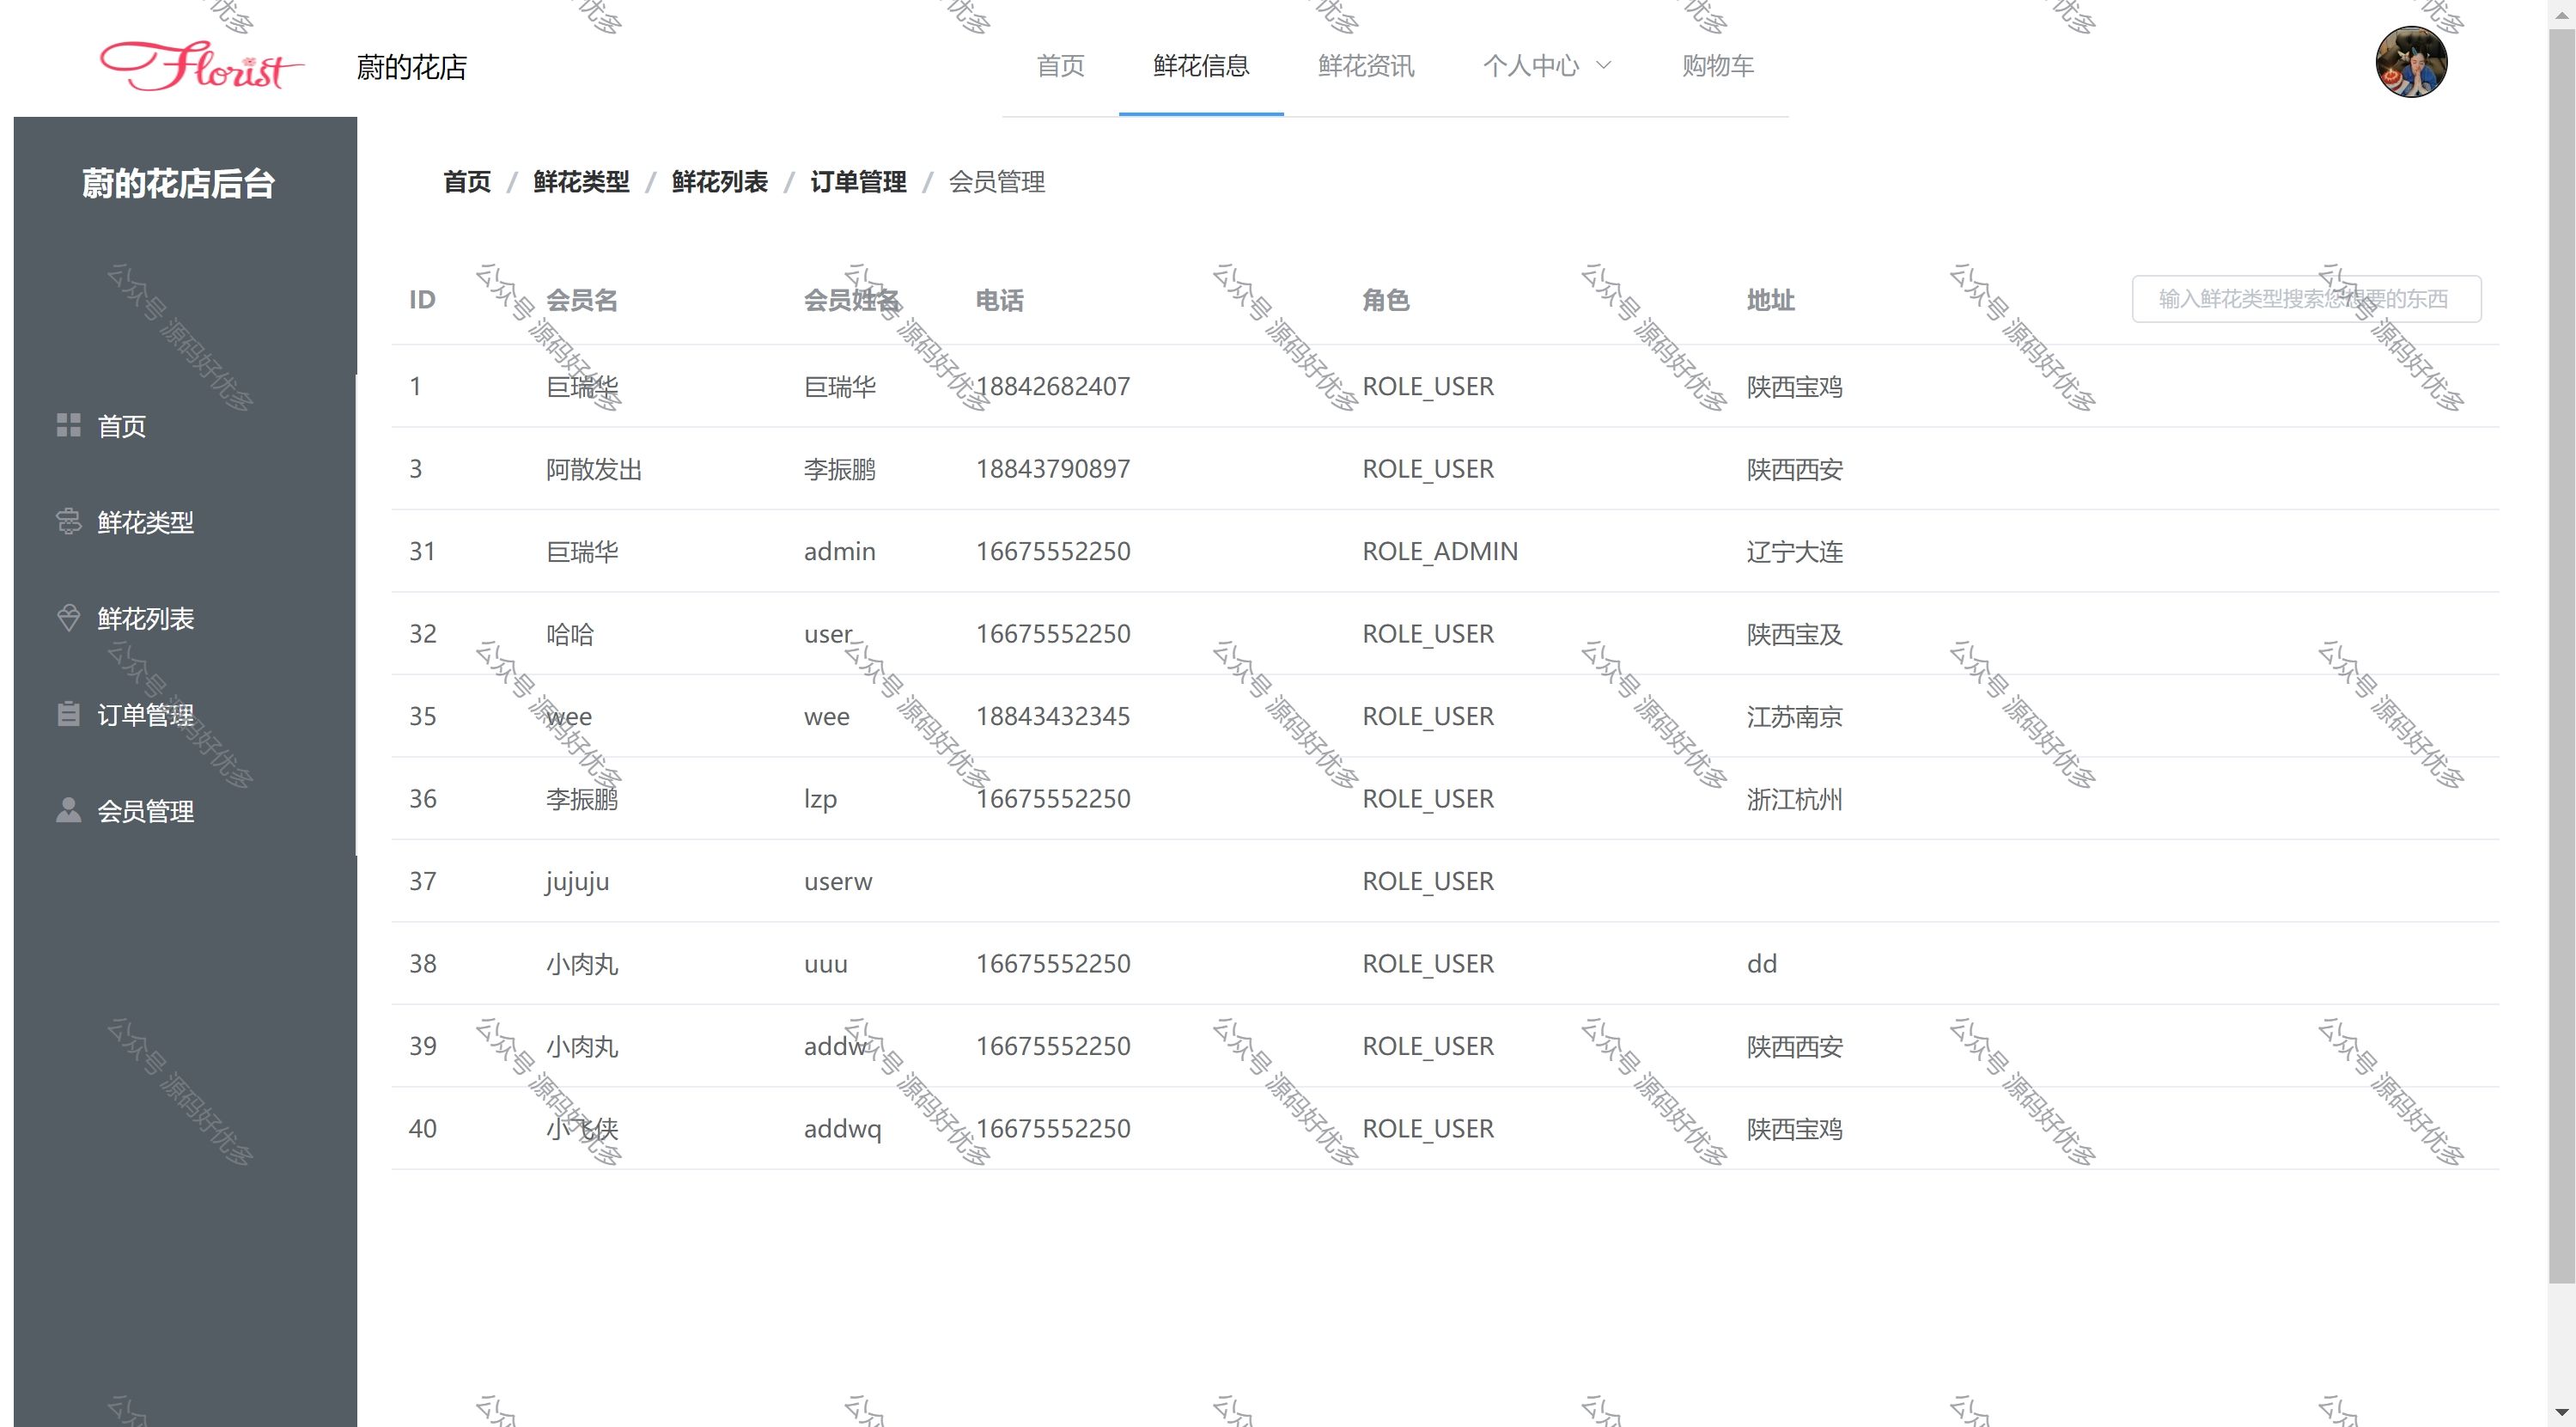 Florist 蔚的花店 首页 鲜花信息 鲜花资讯 个人中心 购物车
蔚的花店后台
首页 / 鲜花类型 / 鲜花列表 / 订单管理 / 会员管理
首页
鲜花类型
鲜花列表
订单管理
会员管理
ID 会员名 会员姓名 电话 角色 地址 输入鲜花类型搜索您想要的东西
1 巨瑞华 巨瑞华 18842682407 ROLE_USER 陕西宝鸡
3 阿散发出 李振鹏 18843790897 ROLE_USER 陕西西安
31 巨瑞华 admin 16675552250 ROLE_ADMIN 辽宁大连
32 哈哈 user 16675552250 ROLE_USER 陕西宝及
35 wee wee 18843432345 ROLE_USER 江苏南京
36 李振鹏 lzp 16675552250 ROLE_USER 浙江杭州
37 jujuju userw ROLE_USER
38 小肉丸 uuu 16675552250 ROLE_USER dd
39 小肉丸 addw 16675552250 ROLE_USER 陕西西安
40 小飞侠 addwq 16675552250 ROLE_USER 陕西宝鸡
公众号 源码好优多